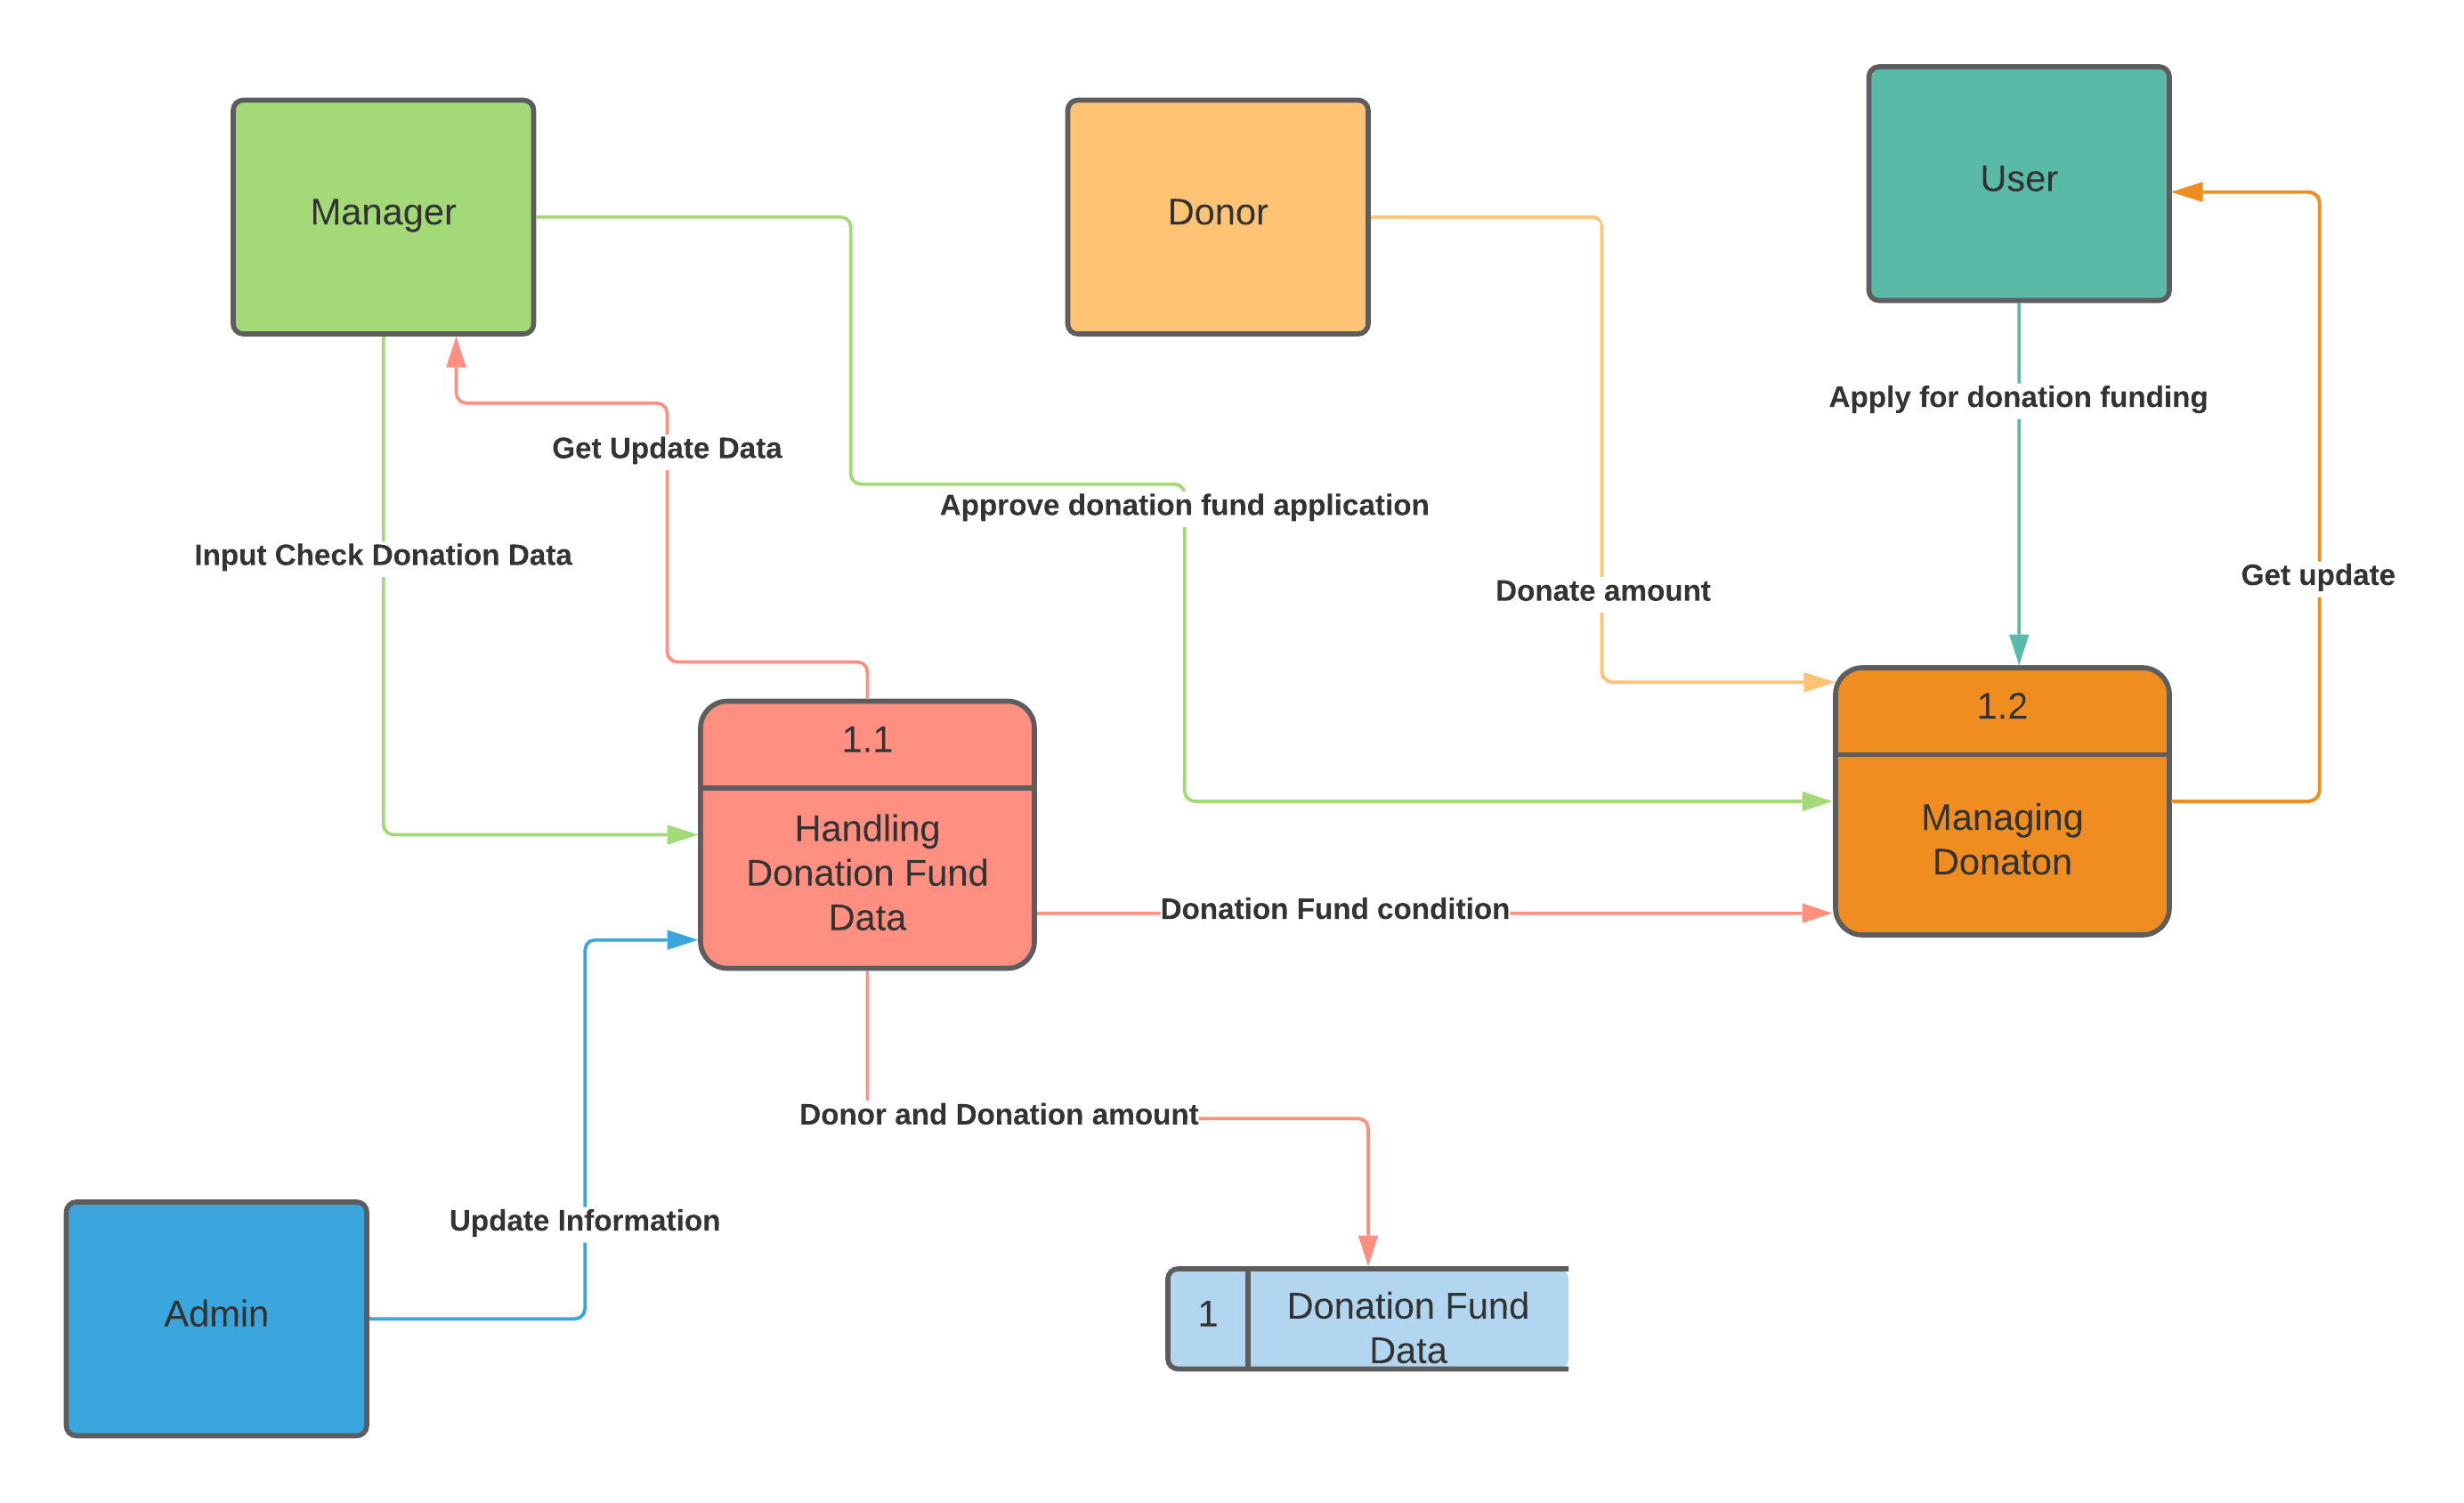 User
Manager
Donor
Apply for donation funding
Get Update Data
Approve donation fund application
Input Check Donation Data
Get update
Donate amount
1.2
1.1
Managing
Donaton
Handling
Donation Fund
Data
Donation Fund condition
Donor and Donation amount
Update Information
Admin
1
Donation Fund
Data